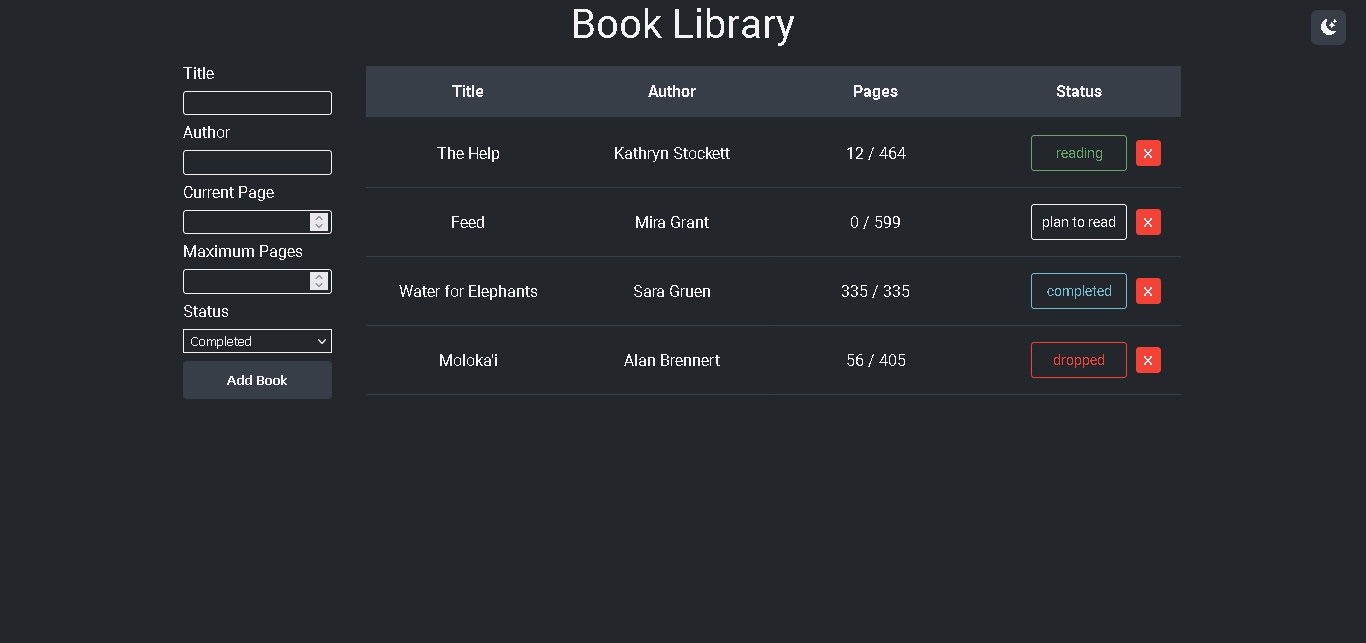 Book Library
Title
Author
Current Page
Maximum Pages
Status
Completed
Add Book
Title Author Pages Status
The Help Kathryn Stockett 12 / 464 reading
Feed Mira Grant 0 / 599 plan to read
Water for Elephants Sara Gruen 335 / 335 completed
Moloka'i Alan Brennert 56 / 405 dropped